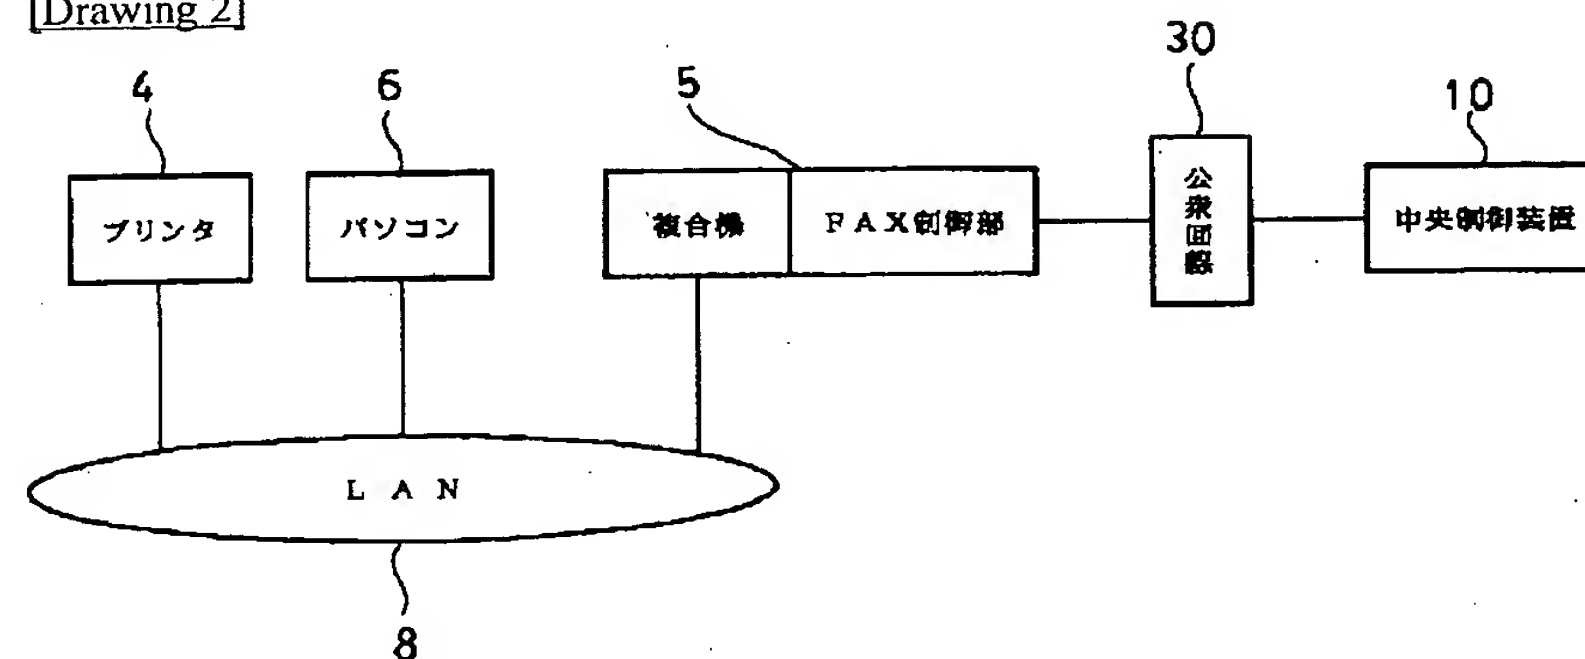 [Drawing 2]
4
6
5
30
10
プリンタ
パソコン
複合機
FAX制御部
公衆回線
中央制御装置
LAN
8